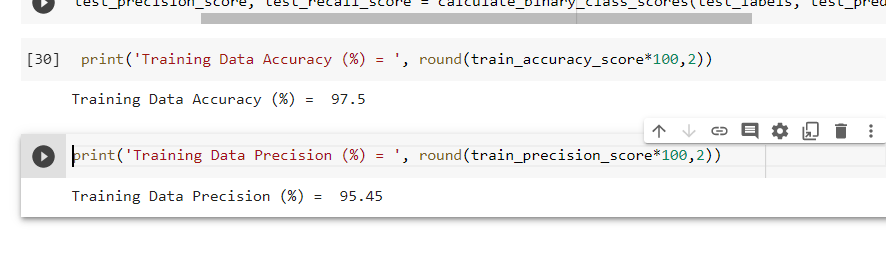 test_precision_score, test_recall_score = calculate_binary_class_scores(test_labels, test_pred
[30] print('Training Data Accuracy (%) = ', round(train_accuracy_score*100,2))
Training Data Accuracy (%) =  97.5
print('Training Data Precision (%) = ', round(train_precision_score*100,2))
Training Data Precision (%) =  95.45